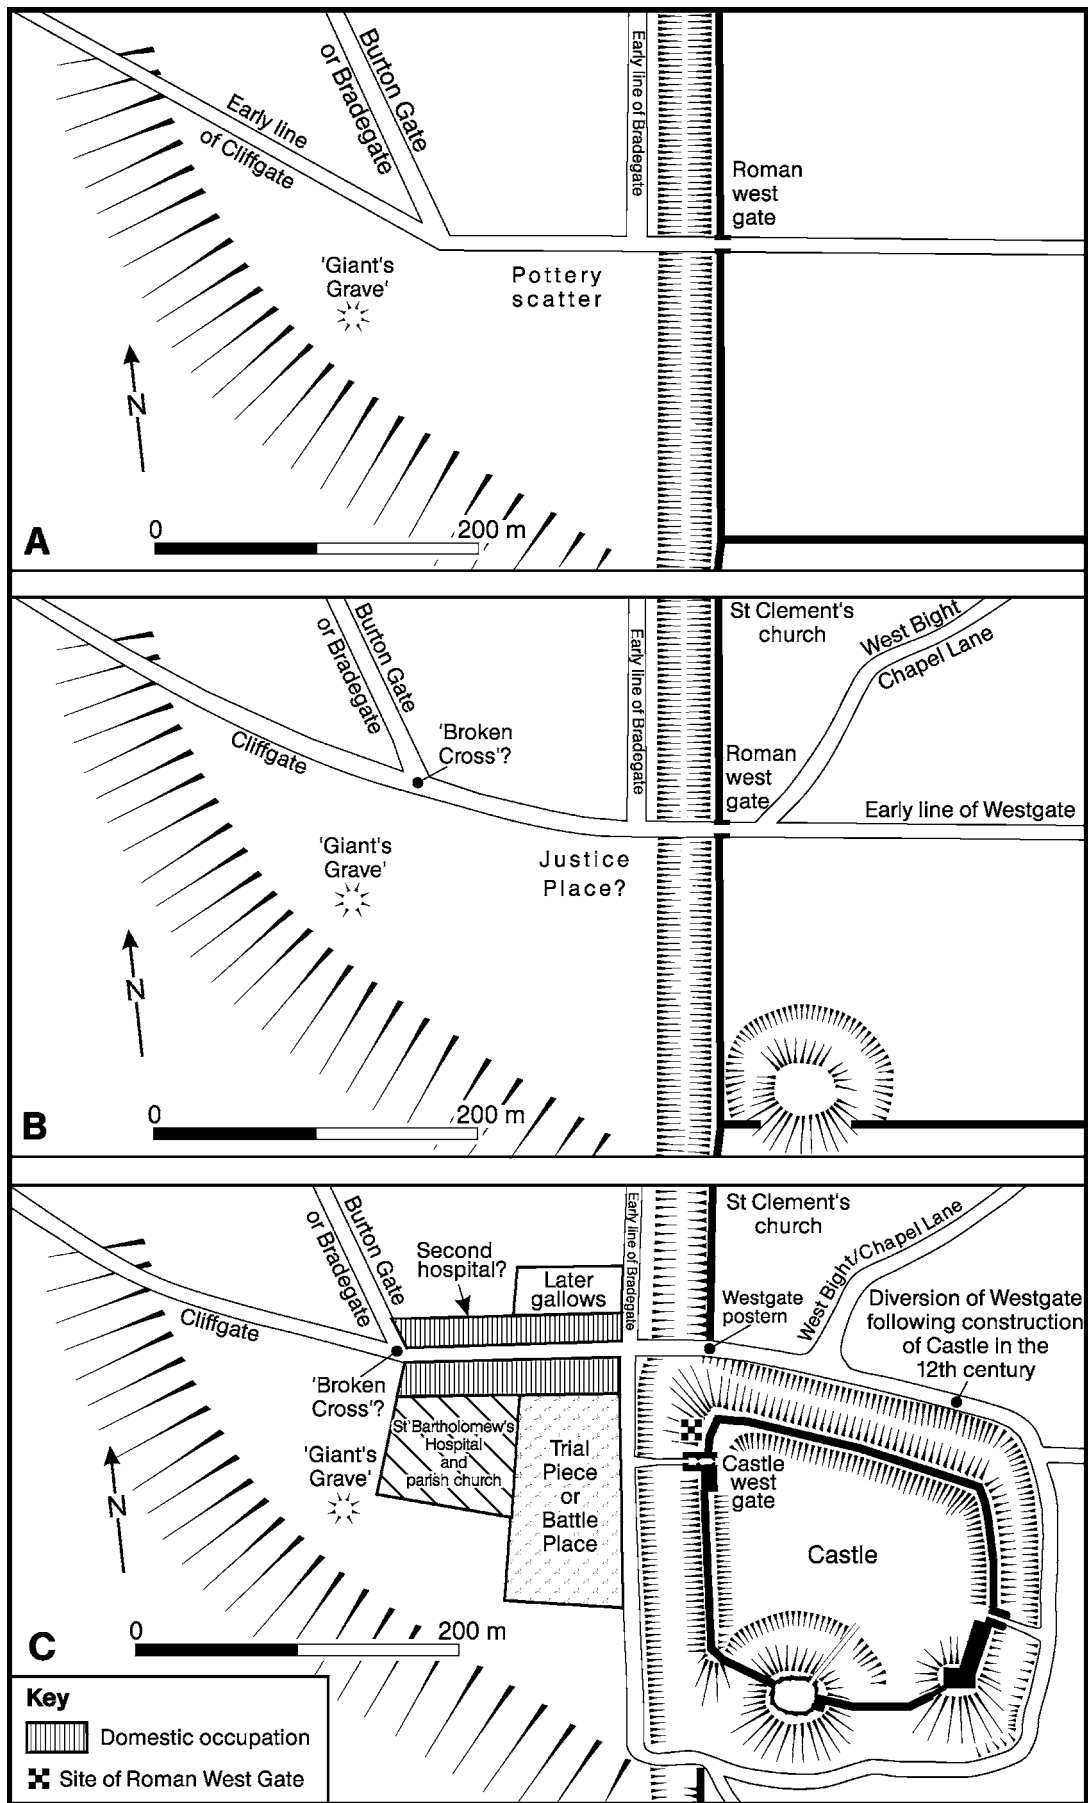 Burton Gate
or Bradegate
Early line
of Cliffgate
Early line of Bradegate
Roman
west
gate
'Giant's
Grave'
Pottery
scatter
N
0 200 m
A
St Clement's
church
West Bight
Chapel Lane
Burton Gate
or Bradegate
Early line of Bradegate
'Broken
Cross'?
Cliffgate
Roman
west
gate
Early line of Westgate
'Giant's
Grave'
Justice
Place?
N
0 200 m
B
Burton Gate
or Bradegate
Early line of Bradegate
St Clement's
church
West Bight/Chapel Lane
Second
hospital?
Later
gallows
Westgate
postern
Diversion of Westgate
following construction
of Castle in the
12th century
Cliffgate
'Broken
Cross'?
St Bartholomew's
Hospital
and
parish church
'Giant's
Grave'
Trial
Piece
or
Battle
Place
Castle
west
gate
Castle
N
0 200 m
C
Key
Domestic occupation
Site of Roman West Gate